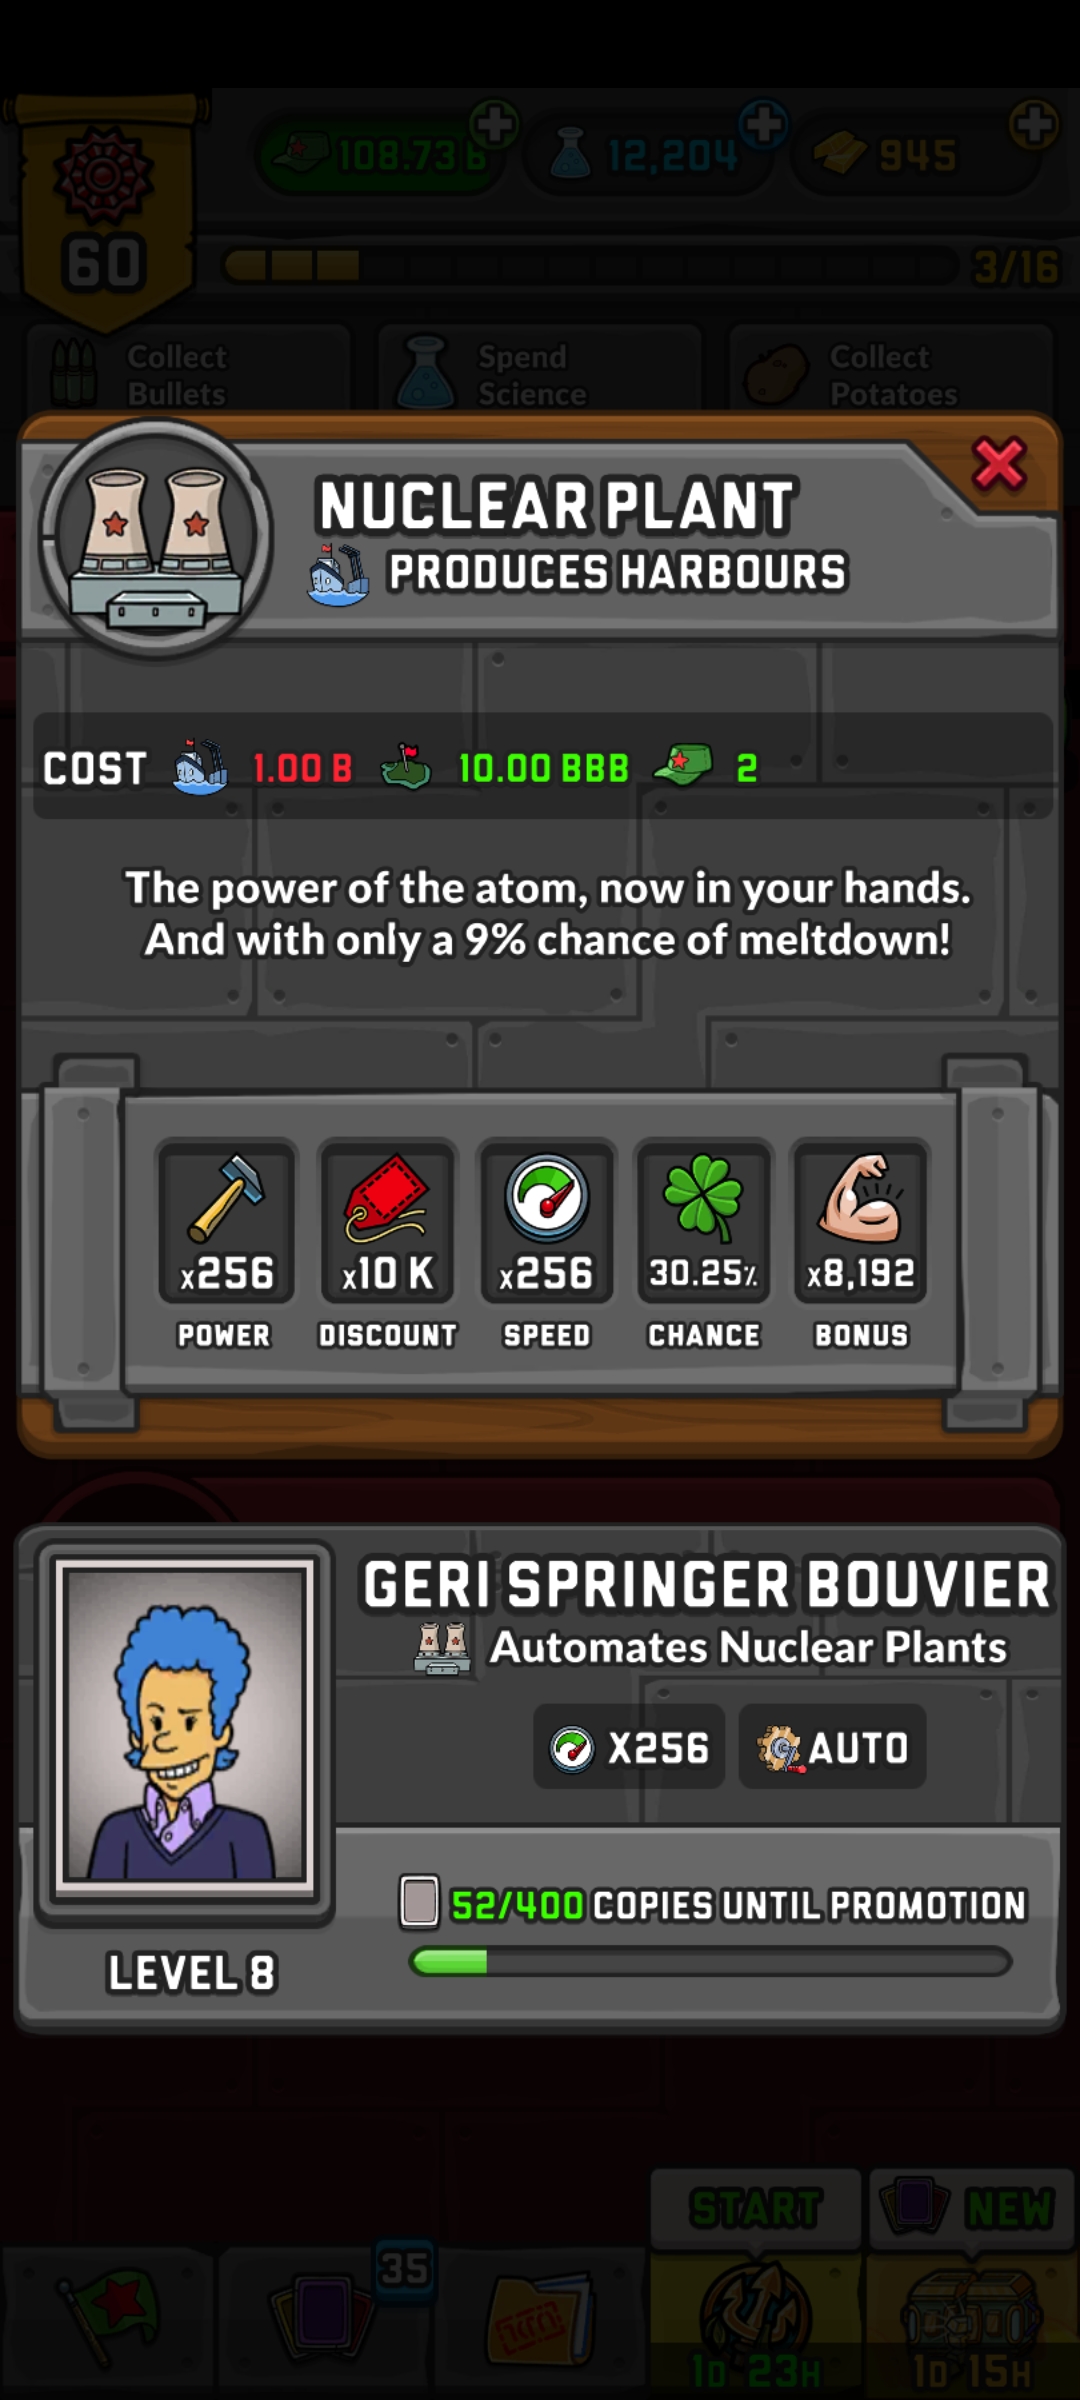 108.73 B
12,204
945
60
3/16
Collect
Bullets
Spend
Science
Collect
Potatoes
NUCLEAR PLANT
PRODUCES HARBOURS
COST 1.00 B 10.00 BBB 2
The power of the atom, now in your hands.
And with only a 9% chance of meltdown!
x256
x10 K
x256
30.25%
x8,192
POWER
DISCOUNT
SPEED
CHANCE
BONUS
GERI SPRINGER BOUVIER
Automates Nuclear Plants
X256
AUTO
52/400 COPIES UNTIL PROMOTION
LEVEL 8
START
NEW
35
1D 23H
1D 15H